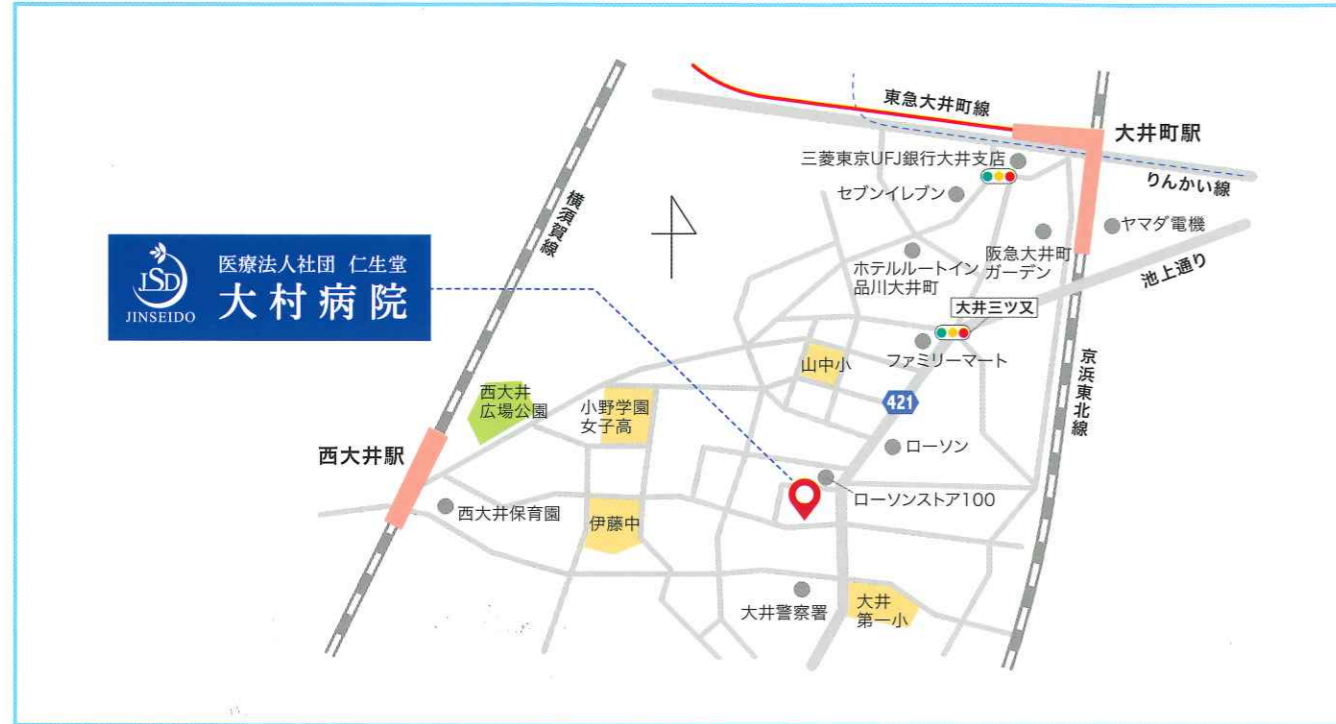 東急大井町線
大井町駅
三菱東京UFJ銀行大井支店
りんかい線
セブンイレブン
横須賀線
ヤマダ電機
阪急大井町
ガーデン
池上通り
ホテルルートイン
品川大井町
JSD
JINSEIDO
医療法人社団 仁生堂
大村病院
大井三ツ又
ファミリーマート
山中小
京浜東北線
西大井
広場公園
小野学園
女子高
421
西大井駅
ローソン
ローソンストア100
西大井保育園
伊藤中
大井警察署
大井
第一小